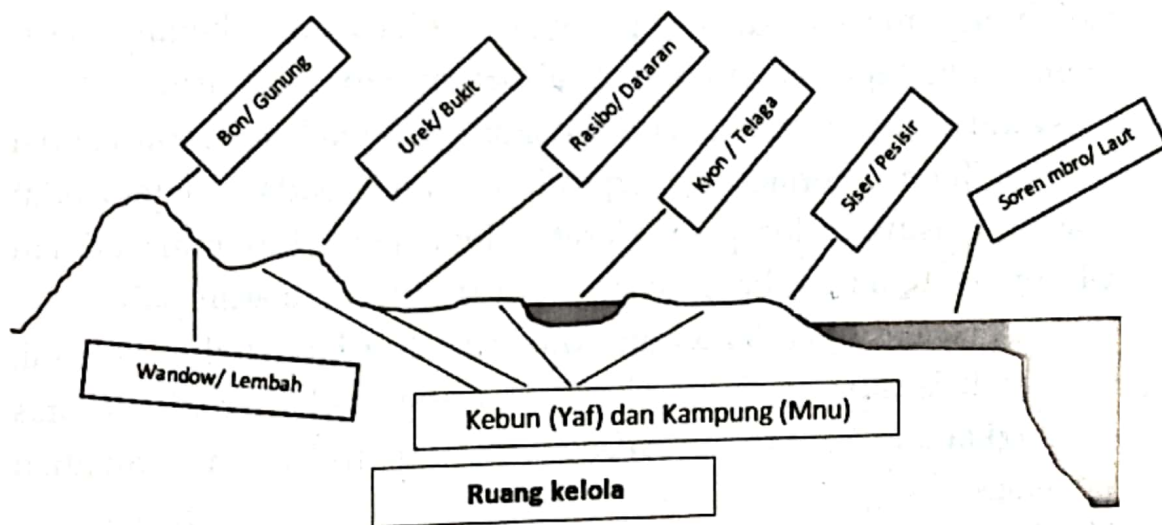 Bon/ Gunung
Urek/ Bukit
Rasibo/ Dataran
Kyon / Telaga
Siser/ Pesisir
Soren mbro/ Laut
Wandow/ Lembah
Kebun (Yaf) dan Kampung (Mnu)
Ruang kelola